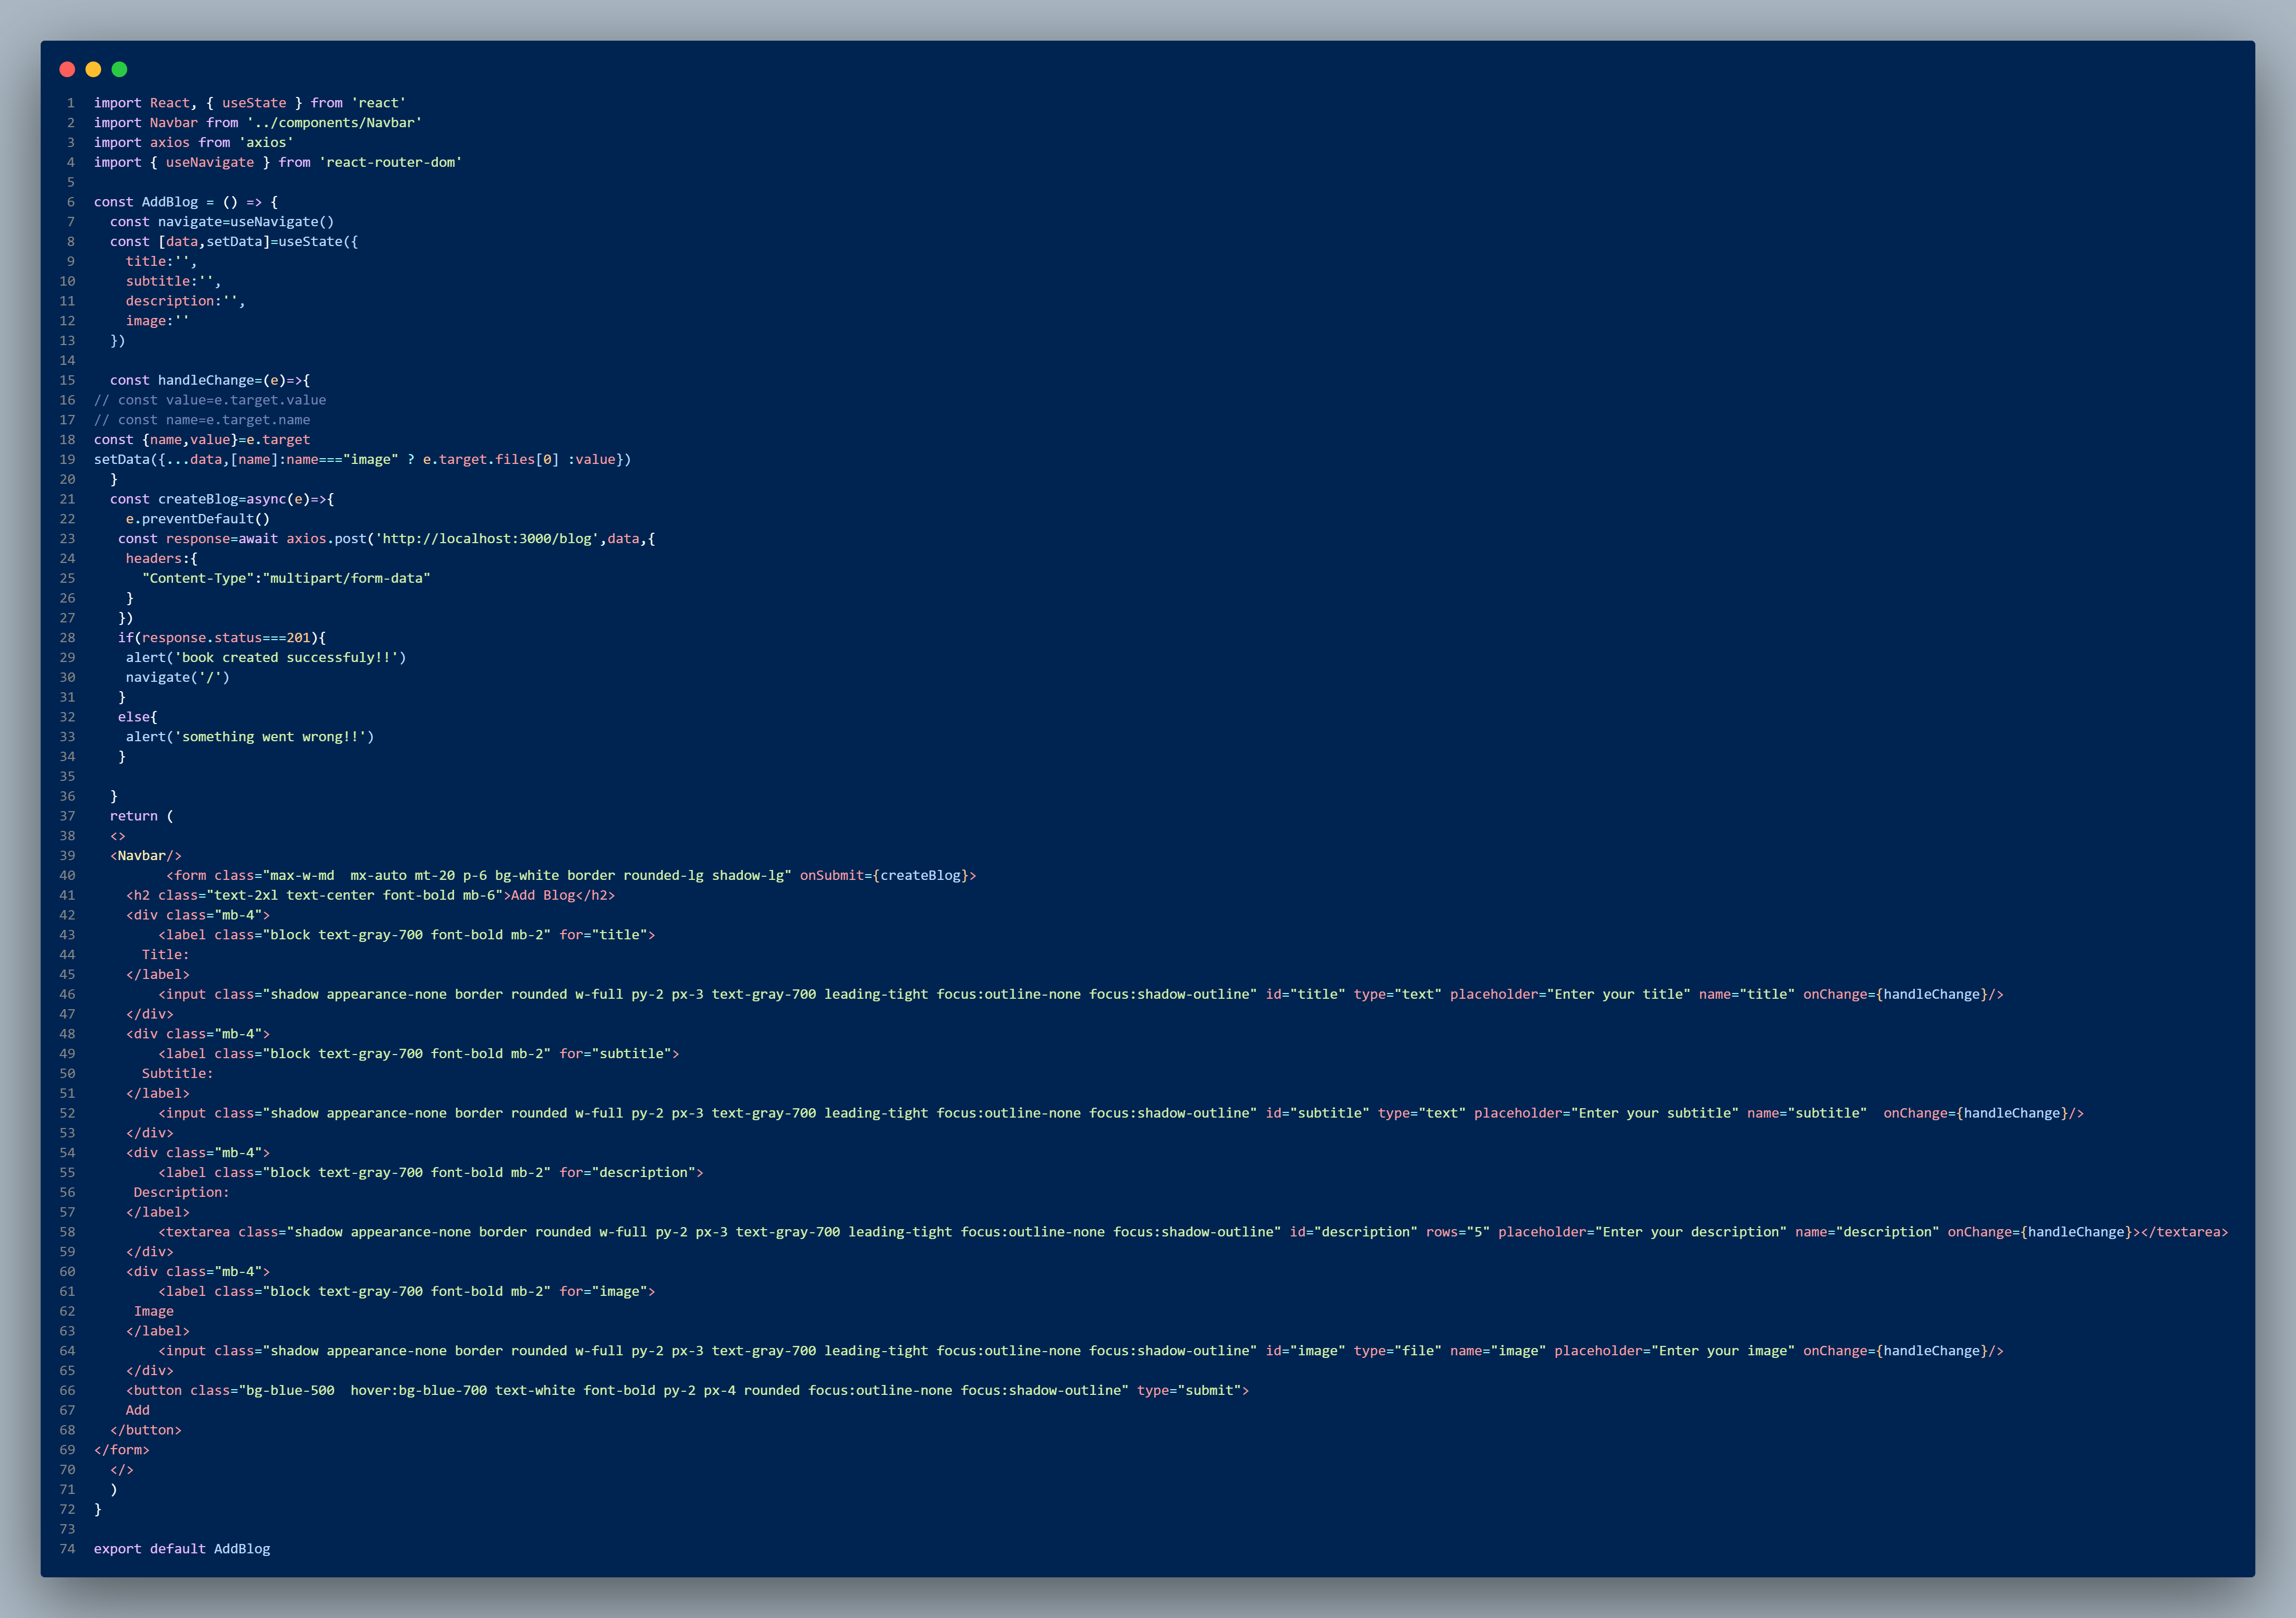 1 import React, { useState } from 'react'
2 import Navbar from '../components/Navbar'
3 import axios from 'axios'
4 import { useNavigate } from 'react-router-dom'
5
6 const AddBlog = () => {
7   const navigate=useNavigate()
8   const [data,setData]=useState({
9     title:'',
10     subtitle:'',
11     description:'',
12     image:''
13   })
14
15   const handleChange=(e)=>{
16 // const value=e.target.value
17 // const name=e.target.name
18 const {name,value}=e.target
19 setData({...data,[name]:name==="image" ? e.target.files[0] :value})
20   }
21   const createBlog=async(e)=>{
22     e.preventDefault()
23    const response=await axios.post('http://localhost:3000/blog',data,{
24     headers:{
25       "Content-Type":"multipart/form-data"
26     }
27    })
28    if(response.status===201){
29     alert('book created successfuly!!')
30     navigate('/')
31    }
32    else{
33     alert('something went wrong!!')
34    }
35
36   }
37   return (
38   <>
39   <Navbar/>
40          <form class="max-w-md  mx-auto mt-20 p-6 bg-white border rounded-lg shadow-lg" onSubmit={createBlog}>
41     <h2 class="text-2xl text-center font-bold mb-6">Add Blog</h2>
42     <div class="mb-4">
43         <label class="block text-gray-700 font-bold mb-2" for="title">
44       Title:
45     </label>
46         <input class="shadow appearance-none border rounded w-full py-2 px-3 text-gray-700 leading-tight focus:outline-none focus:shadow-outline" id="title" type="text" placeholder="Enter your title" name="title" onChange={handleChange}/>
47     </div>
48     <div class="mb-4">
49         <label class="block text-gray-700 font-bold mb-2" for="subtitle">
50       Subtitle:
51     </label>
52         <input class="shadow appearance-none border rounded w-full py-2 px-3 text-gray-700 leading-tight focus:outline-none focus:shadow-outline" id="subtitle" type="text" placeholder="Enter your subtitle" name="subtitle"  onChange={handleChange}/>
53     </div>
54     <div class="mb-4">
55         <label class="block text-gray-700 font-bold mb-2" for="description">
56      Description:
57     </label>
58         <textarea class="shadow appearance-none border rounded w-full py-2 px-3 text-gray-700 leading-tight focus:outline-none focus:shadow-outline" id="description" rows="5" placeholder="Enter your description" name="description" onChange={handleChange}></textarea>
59     </div>
60     <div class="mb-4">
61         <label class="block text-gray-700 font-bold mb-2" for="image">
62      Image
63     </label>
64         <input class="shadow appearance-none border rounded w-full py-2 px-3 text-gray-700 leading-tight focus:outline-none focus:shadow-outline" id="image" type="file" name="image" placeholder="Enter your image" onChange={handleChange}/>
65     </div>
66     <button class="bg-blue-500  hover:bg-blue-700 text-white font-bold py-2 px-4 rounded focus:outline-none focus:shadow-outline" type="submit">
67     Add
68   </button>
69 </form>
70   </>
71   )
72 }
73
74 export default AddBlog